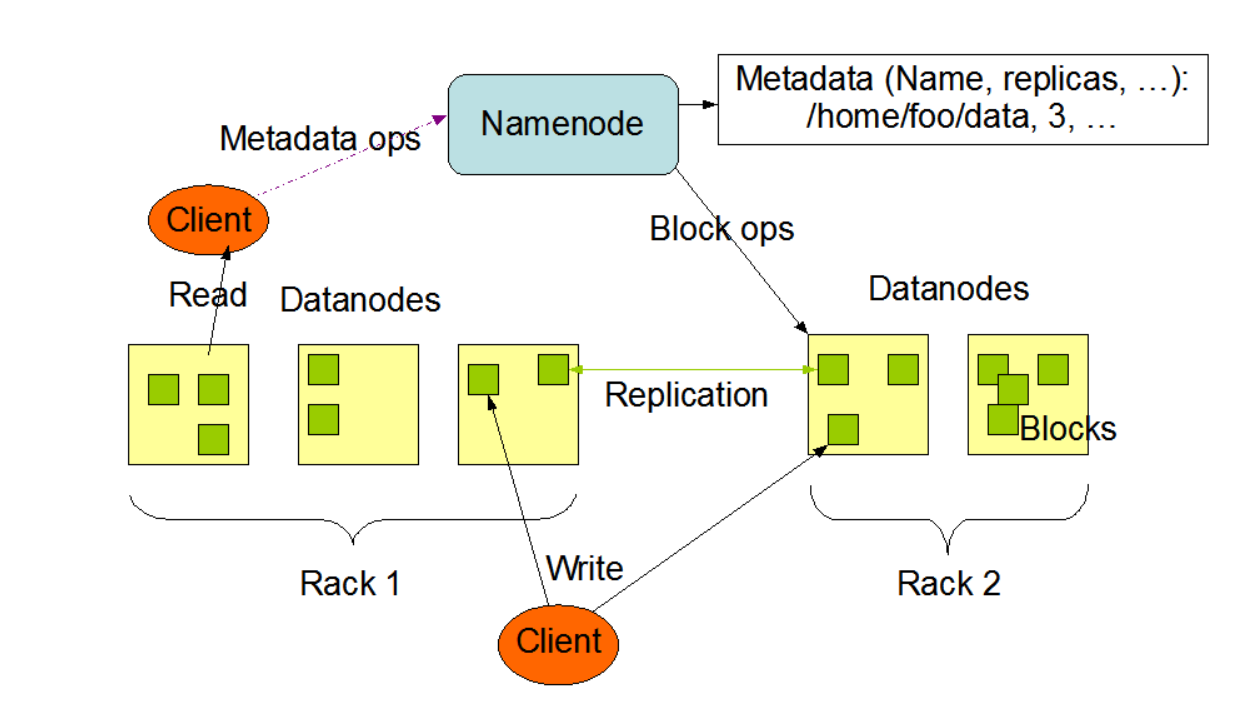 Metadata (Name, replicas, …):
/home/foo/data, 3, …
Namenode
Metadata ops
Client
Block ops
Read
Datanodes
Datanodes
Replication
Blocks
Write
Rack 1
Rack 2
Client